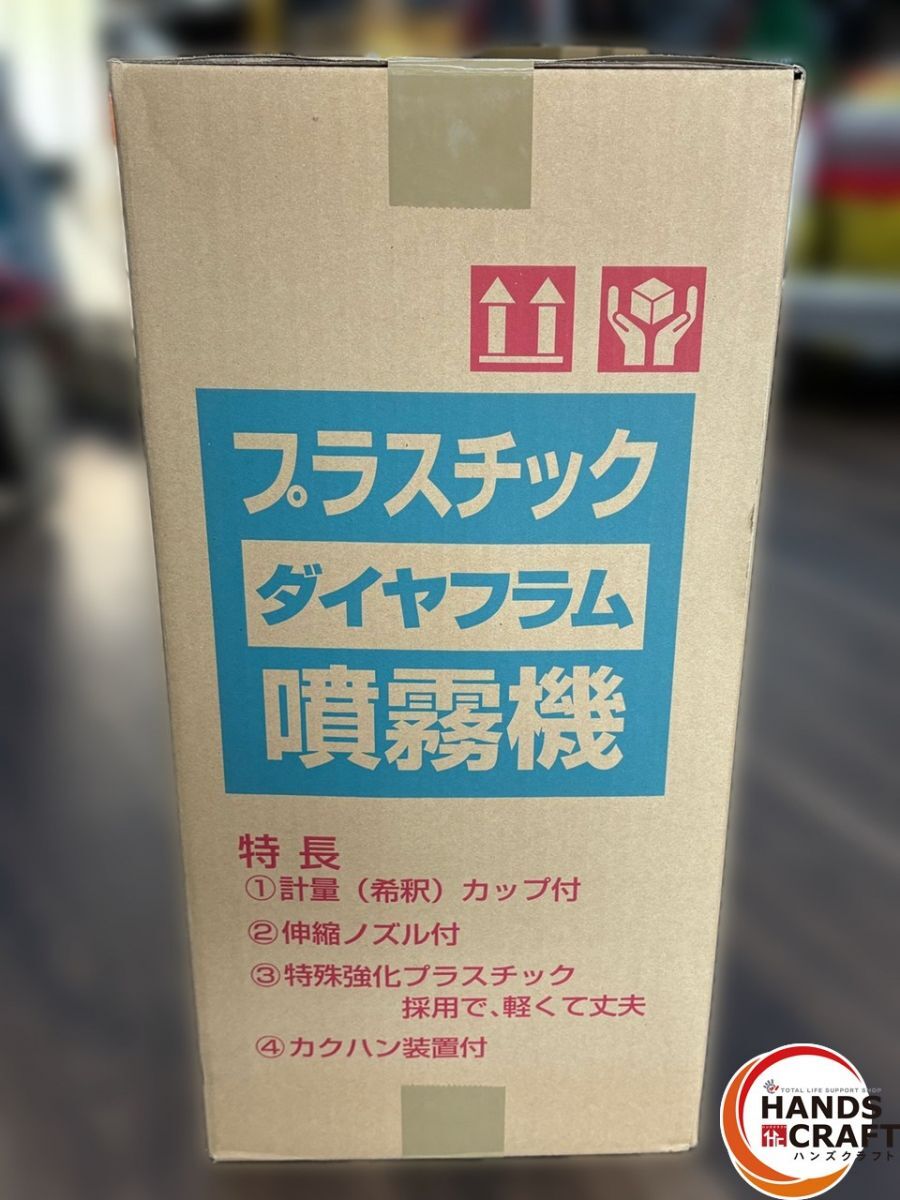 プラスチック
ダイヤフラム
噴霧機
特長
①計量（希釈）カップ付
②伸縮ノズル付
③特殊強化プラスチック
採用で、軽くて丈夫
④カクハン装置付
TOTAL LIFE SUPPORT SHOP
HANDS
CRAFT
ハンズクラフト